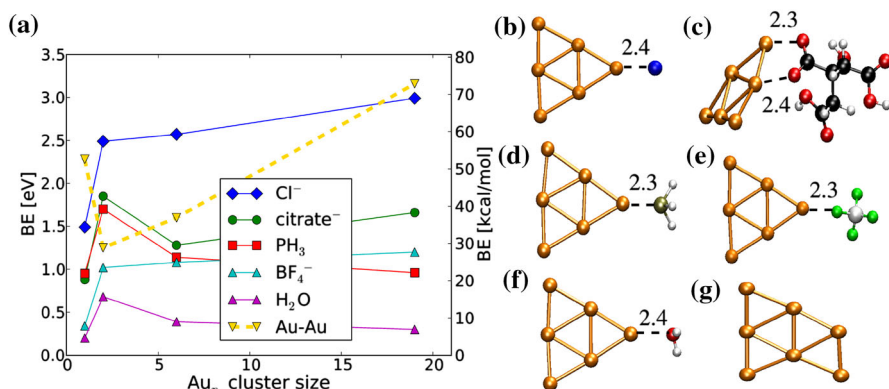 (a)
3.5
3.0
2.5
2.0
1.5
1.0
0.5
0.0
BE [eV]
0
5
10
15
20
cluster size
80
70
60
50
40
30
20
10
0
BE [kcal/mol]
Cl⁻
citrate⁻
PH₃
BF₄⁻
H₂O
Au-Au
(b)
2.4
(c)
2.3
2.4
(d)
2.3
(e)
2.3
(f)
2.4
(g)